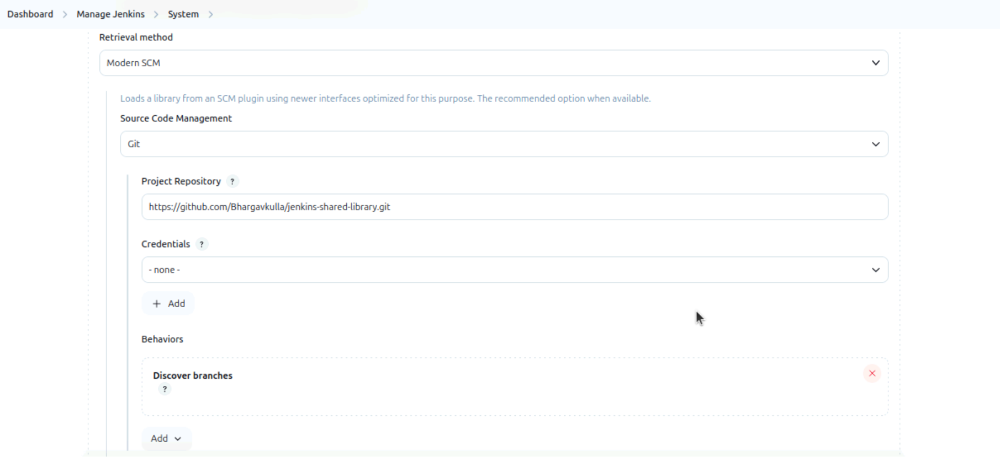 Dashboard > Manage Jenkins > System >
Retrieval method
Modern SCM
Loads a library from an SCM plugin using newer interfaces optimized for this purpose. The recommended option when available.
Source Code Management
Git
Project Repository ?
https://github.com/Bhargavkulla/jenkins-shared-library.git
Credentials ?
- none -
+ Add
Behaviors
Discover branches
?
Add